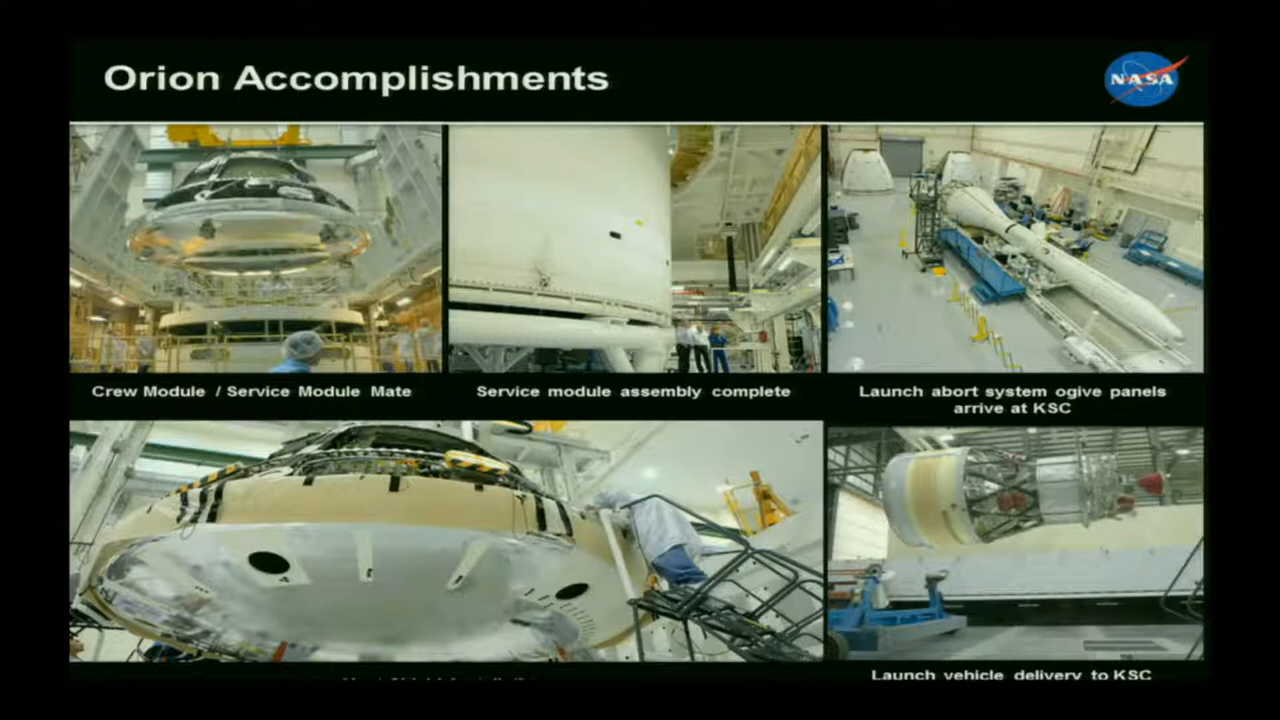 Orion Accomplishments
NASA
Crew Module / Service Module Mate
Service module assembly complete
Launch abort system ogive panels
arrive at KSC
Launch vehicle delivery to KSC